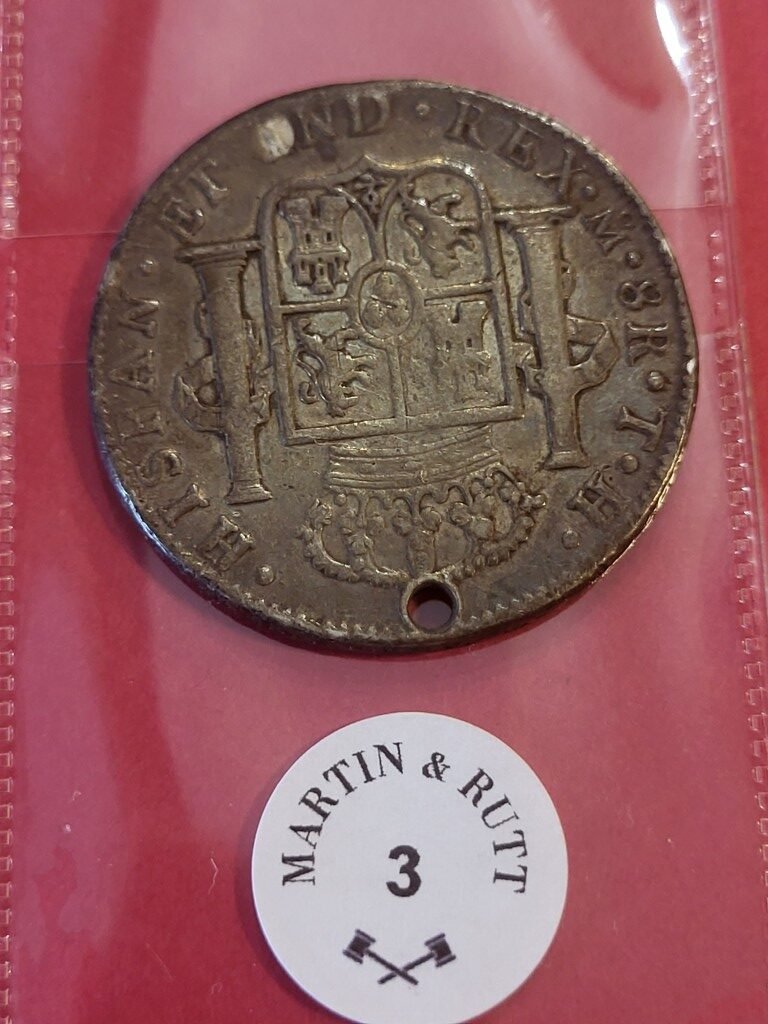 · HISPAN · ET IND · REX · M · 8R · T · H ·
MARTIN & RUTT
3